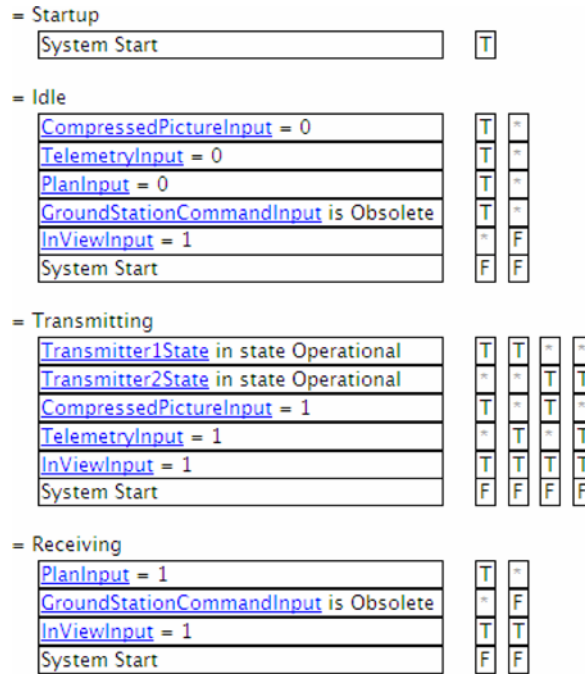 = Startup
System Start T
= Idle
CompressedPictureInput = 0 T *
TelemetryInput = 0 T *
PlanInput = 0 T *
GroundStationCommandInput is Obsolete T *
InViewInput = 1 * F
System Start F F
= Transmitting
Transmitter1State in state Operational T T * *
Transmitter2State in state Operational * * T T
CompressedPictureInput = 1 T * T *
TelemetryInput = 1 * T * T
InViewInput = 1 T T T T
System Start F F F F
= Receiving
PlanInput = 1 T *
GroundStationCommandInput is Obsolete * F
InViewInput = 1 T T
System Start F F